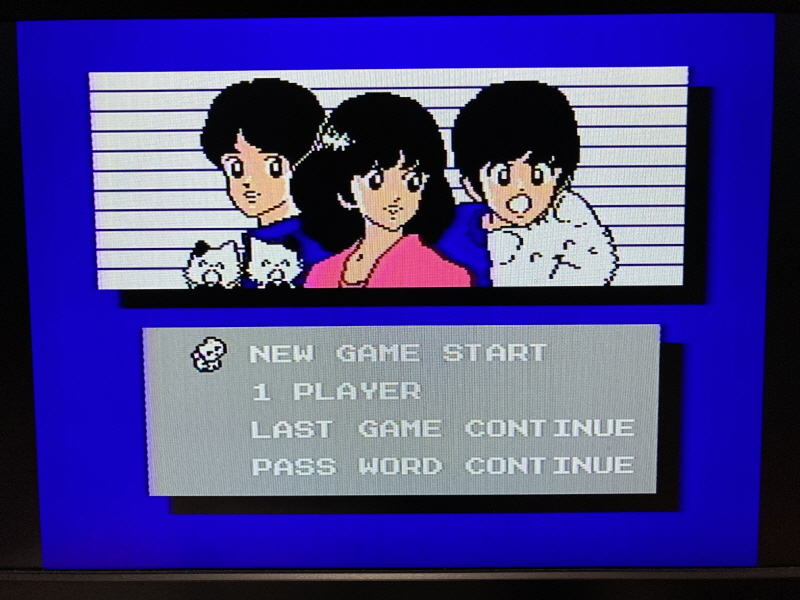 NEW GAME START
1 PLAYER
LAST GAME CONTINUE
PASS WORD CONTINUE